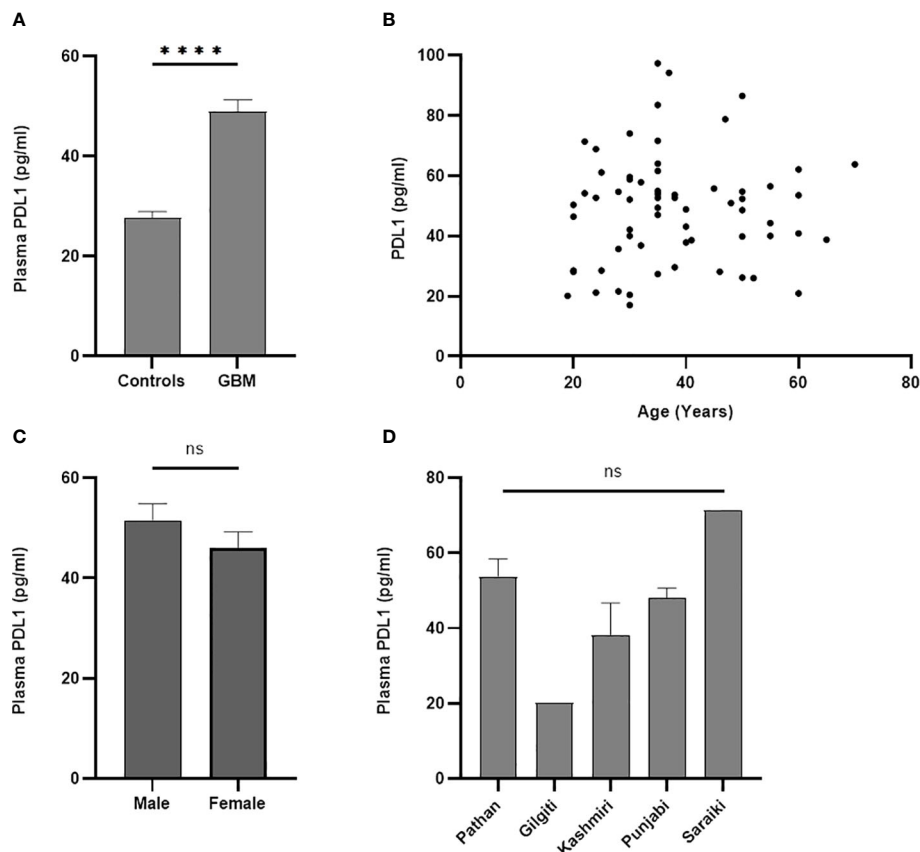 A
****
60
40
20
0
Plasma PDL1 (pg/ml)
Controls GBM
B
100
80
60
40
20
0
PDL1 (pg/ml)
0 20 40 60 80
Age (Years)
C
ns
60
40
20
0
Plasma PDL1 (pg/ml)
Male Female
D
ns
80
60
40
20
0
Plasma PDL1 (pg/ml)
Pathan
Gilgiti
Kashmiri
Punjabi
Saraiki